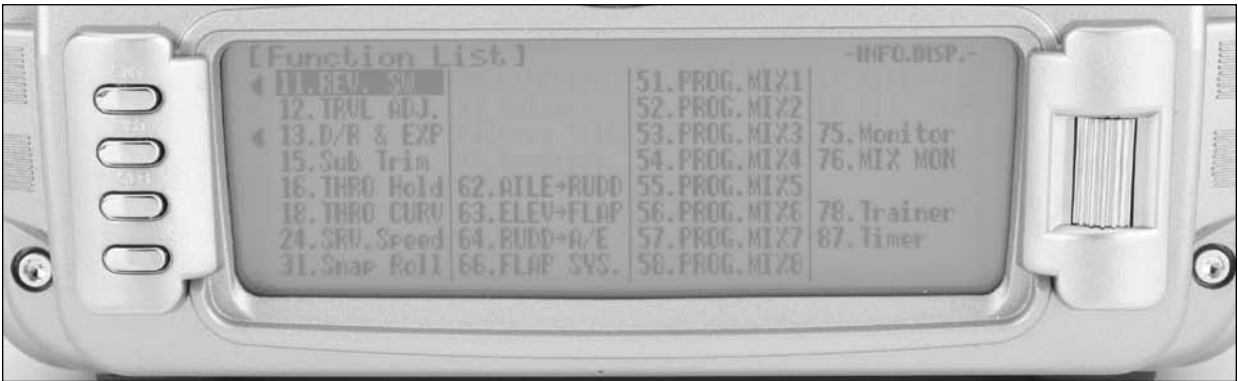 [Function List] -INFO.DISP.-
11.REV. SW 51.PROG.MIX1
12.TRVL ADJ. 52.PROG.MIX2
13.D/R & EXP 53.PROG.MIX3 75.Monitor
15.Sub Trim 54.PROG.MIX4 76.MIX MON
16.THRO Hold 62.AILE→RUDD 55.PROG.MIX5
18.THRO CURV 63.ELEV→FLAP 56.PROG.MIX6 78.Trainer
24.SRV.Speed 64.RUDD→A/E 57.PROG.MIX7 87.Timer
31.Snap Roll 66.FLAP SYS. 58.PROG.MIX8